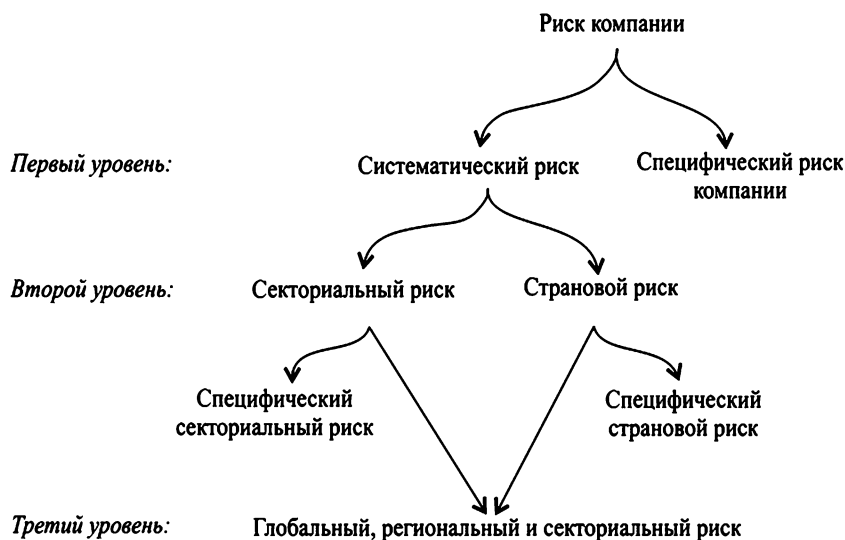 Риск компании
Первый уровень:
Систематический риск
Специфический риск
компании
Второй уровень:
Секториальный риск
Страновой риск
Специфический
секториальный риск
Специфический
страновой риск
Третий уровень:
Глобальный, региональный и секториальный риск